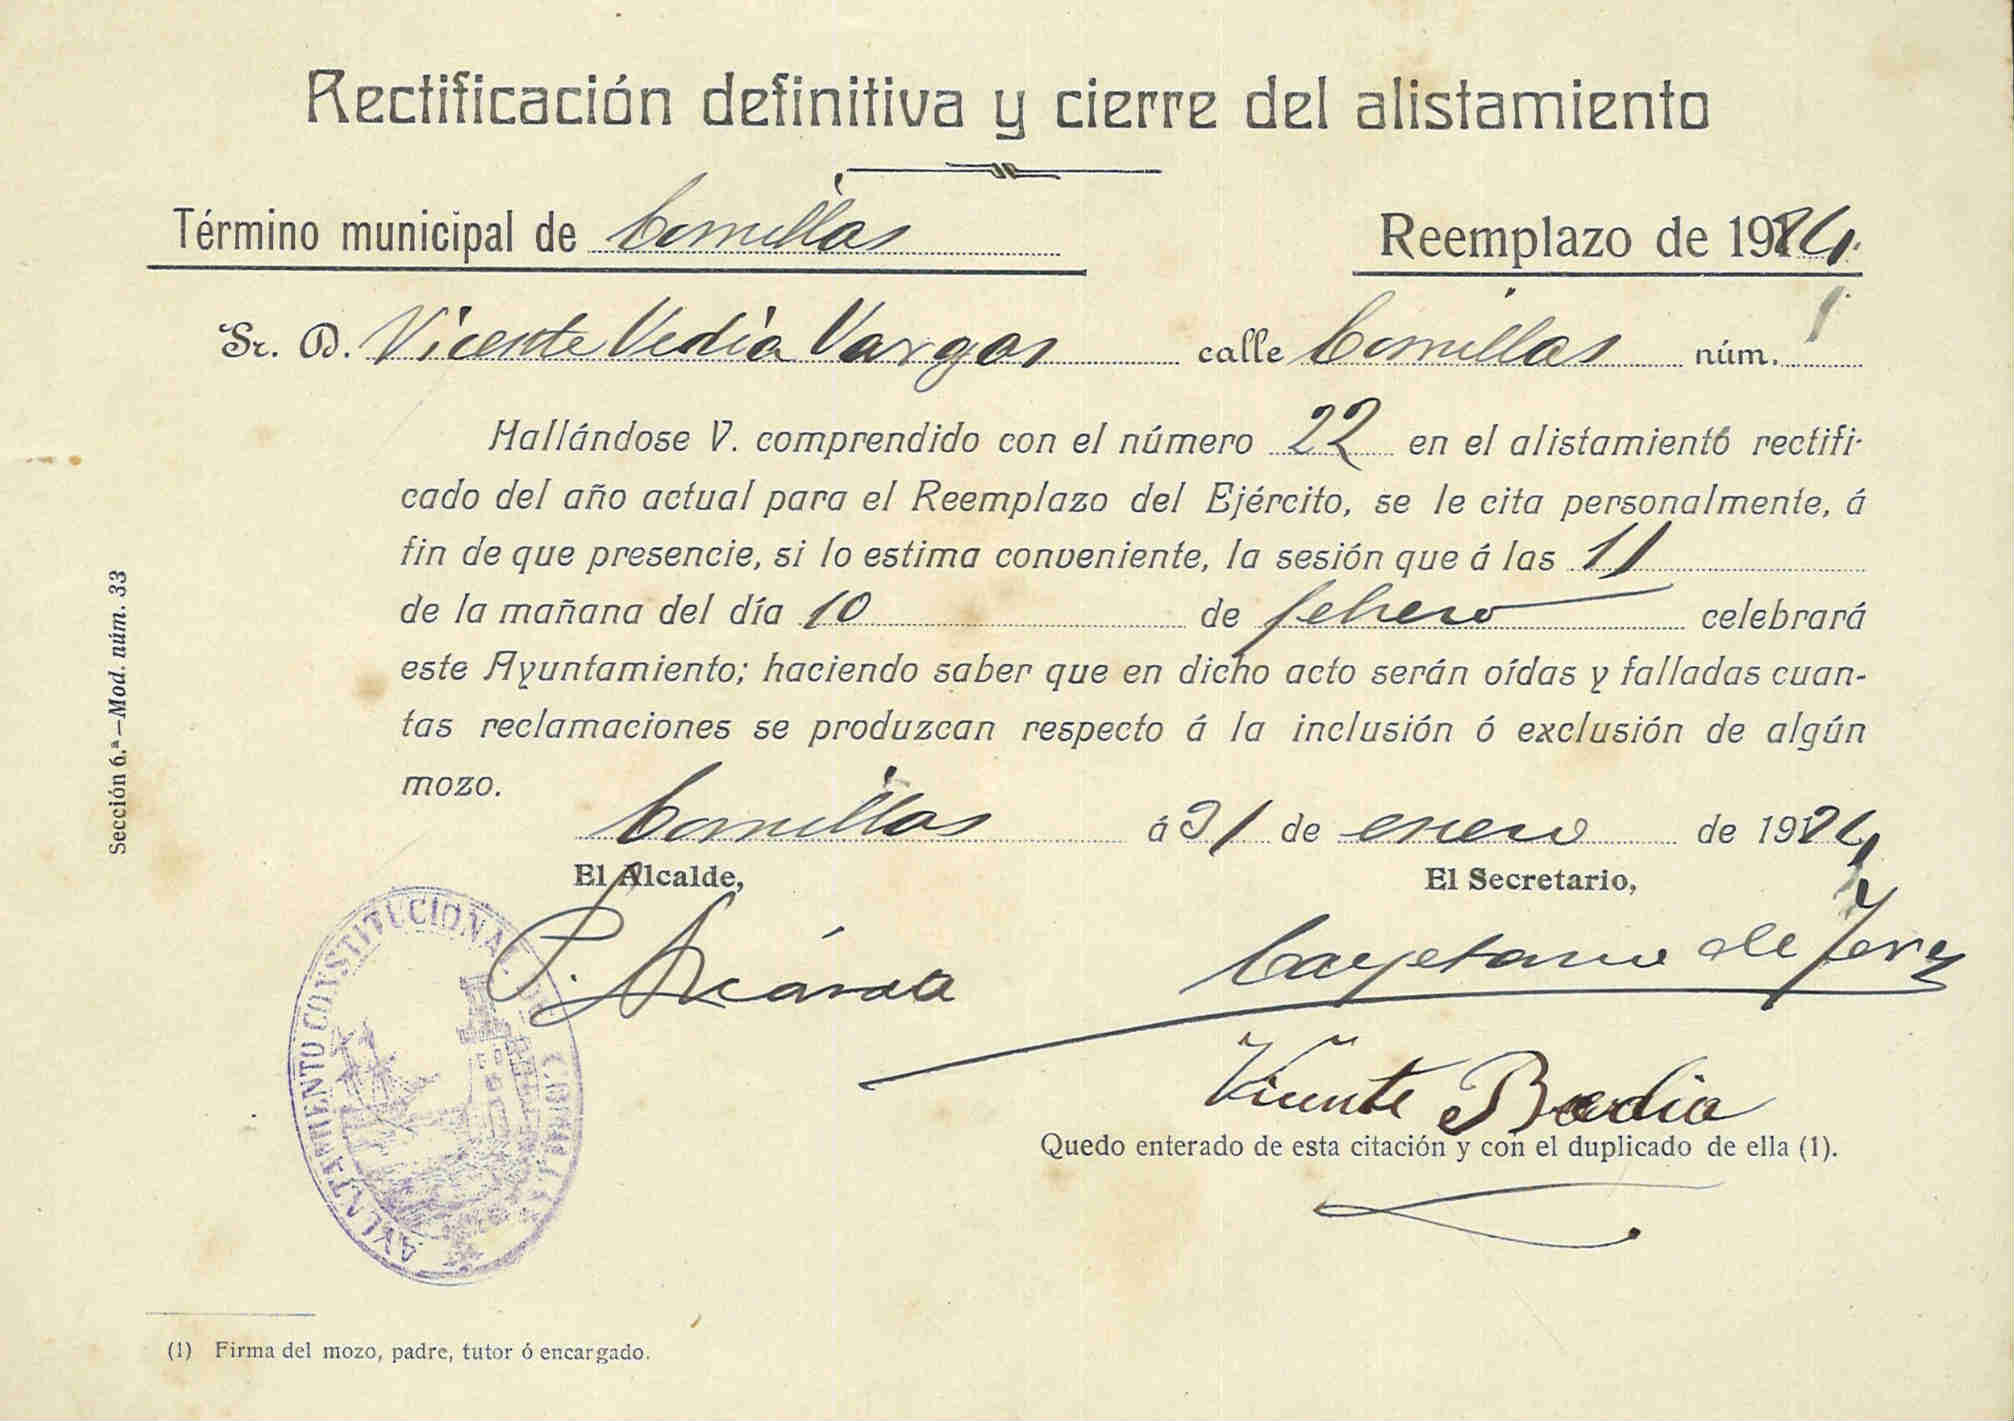 Rectificación definitiva y cierre del alistamiento
Término municipal de Comillas Reemplazo de 1924
Sr. D. Vicente Vedia Vargas calle Comillas núm.
Hallándose V. comprendido con el número 22 en el alistamiento rectifi-
cado del año actual para el Reemplazo del Ejército, se le cita personalmente, á
fin de que presencie, si lo estima conveniente, la sesión que á las 11
de la mañana del día 10 de febrero celebrará
este Ayuntamiento; haciendo saber que en dicho acto serán oídas y falladas cuan-
tas reclamaciones se produzcan respecto á la inclusión ó exclusión de algún
mozo.
Comillas á 31 de enero de 1924
El Alcalde, El Secretario,
P. Cayetano de
Vicente Bedia
Quedo enterado de esta citación y con el duplicado de ella (1).
AYUNTAMIENTO CONSTITUCIONAL DE COMILLAS
(1) Firma del mozo, padre, tutor ó encargado.
Sección 6.ª—Mod. núm. 33